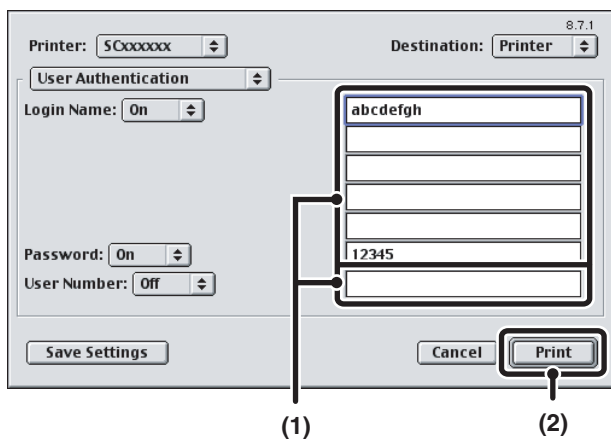 8.7.1
Printer: SCxxxxxx Destination: Printer
User Authentication
Login Name: On abcdefgh
Password: On 12345
User Number: Off
Save Settings Cancel Print
(1) (2)